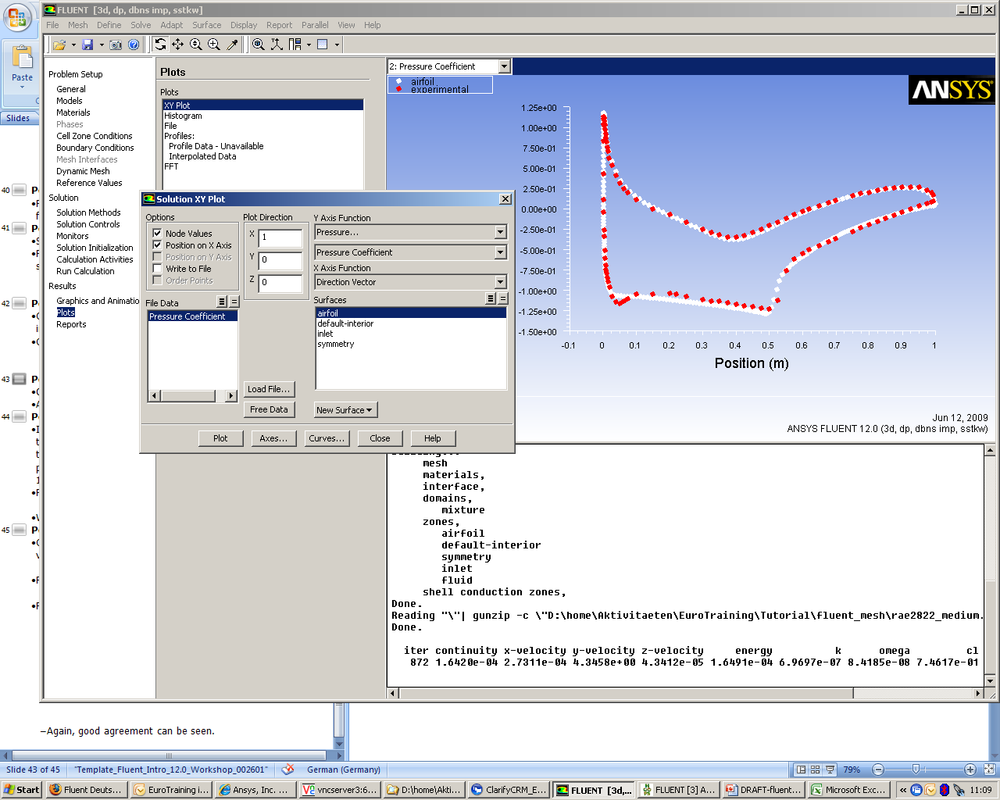 FLUENT [3d, dp, dbns imp, sstkw]
File Mesh Define Solve Adapt Surface Display Report Parallel View Help
Paste
Slides
Problem Setup
General
Models
Materials
Phases
Cell Zone Conditions
Boundary Conditions
Mesh Interfaces
Dynamic Mesh
Reference Values
Solution
Solution Methods
Solution Controls
Monitors
Solution Initialization
Calculation Activities
Run Calculation
Results
Graphics and Animatio
Plots
Reports
Plots
Plots
XY Plot
Histogram
File
Profiles:
Profile Data - Unavailable
Interpolated Data
FFT
Solution XY Plot
Options
Node Values
Position on X Axis
Position on Y Axis
Write to File
Order Points
Plot Direction
X 1
Y 0
Z 0
Y Axis Function
Pressure...
Pressure Coefficient
X Axis Function
Direction Vector
File Data
Pressure Coefficient
Surfaces
airfoil
default-interior
inlet
symmetry
Load File...
Free Data
New Surface
Plot Axes... Curves... Close Help
2: Pressure Coefficient
airfoil
experimental
ANSYS
1.25e+00
1.00e+00
7.50e-01
5.00e-01
2.50e-01
0.00e+00
-2.50e-01
-5.00e-01
-7.50e-01
-1.00e+00
-1.25e+00
-1.50e+00
-0.1 0 0.1 0.2 0.3 0.4 0.5 0.6 0.7 0.8 0.9 1
Position (m)
Jun 12, 2009
ANSYS FLUENT 12.0 (3d, dp, dbns imp, sstkw)
mesh
materials,
interface,
domains,
mixture
zones,
airfoil
default-interior
symmetry
inlet
fluid
shell conduction zones,
Done.
Reading "\"| gunzip -c \"D:\home\Aktivitaeten\EuroTraining\Tutorial\fluent_mesh\rae2822_medium.
Done.
iter continuity x-velocity y-velocity z-velocity energy k omega cl
872 1.6420e-04 2.7311e-04 4.3458e+00 4.3412e-05 1.6491e-04 6.9697e-07 8.4185e-08 7.4617e-01
40
41
42
43
44
45
–Again, good agreement can be seen.
Slide 43 of 45 "Template_Fluent_Intro_12.0_Workshop_002601" German (Germany) 79%
Start Fluent Deuts... EuroTraining i... Ansys, Inc. ... vncserver3:6... D:\home\Akti... ClarifyCRM_E... FLUENT [3d,... FLUENT [3] A... DRAFT-fluent... Microsoft Exc... 11:09